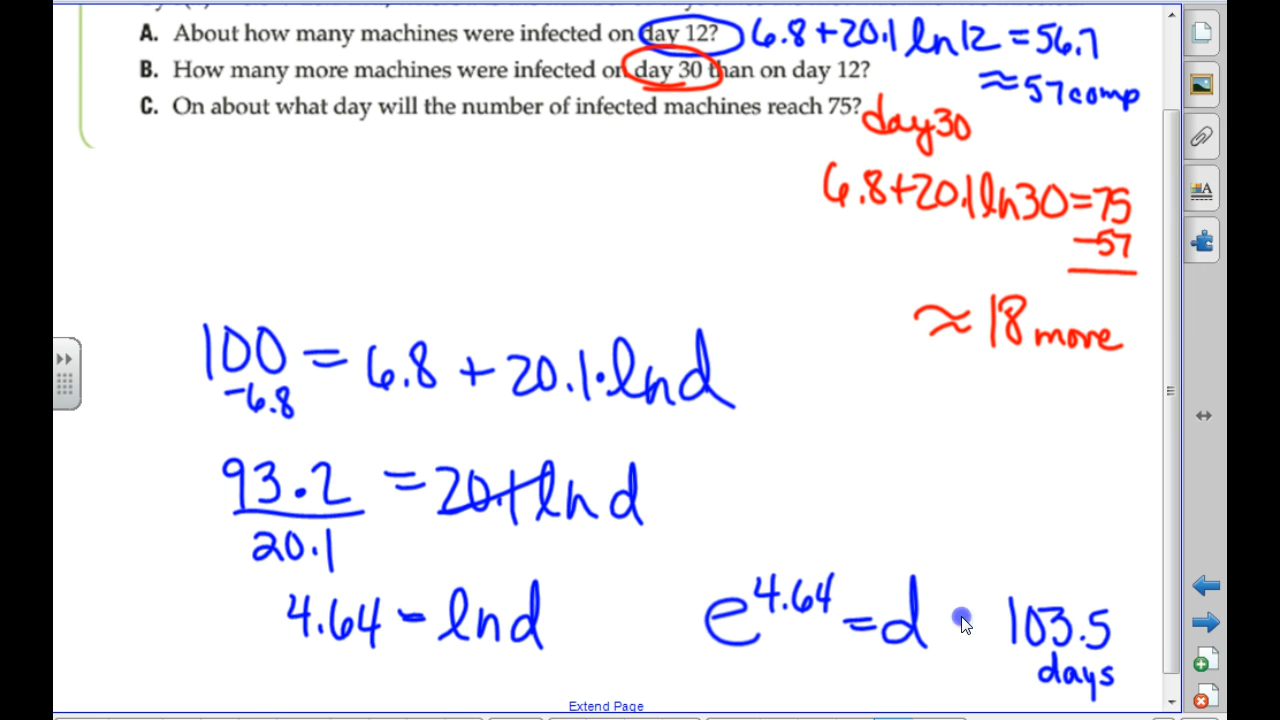 A. About how many machines were infected on day 12? 6.8+20.1 ln12 = 56.7
≈57comp
B. How many more machines were infected on day 30 than on day 12?
C. On about what day will the number of infected machines reach 75?
day30
6.8+20.1ln30=75
-57
≈ 18 more
100 = 6.8 + 20.1·lnd
-6.8
93.2 = 20.1 ln d
20.1
4.64 = lnd
e^4.64 = d
103.5
days
Extend Page